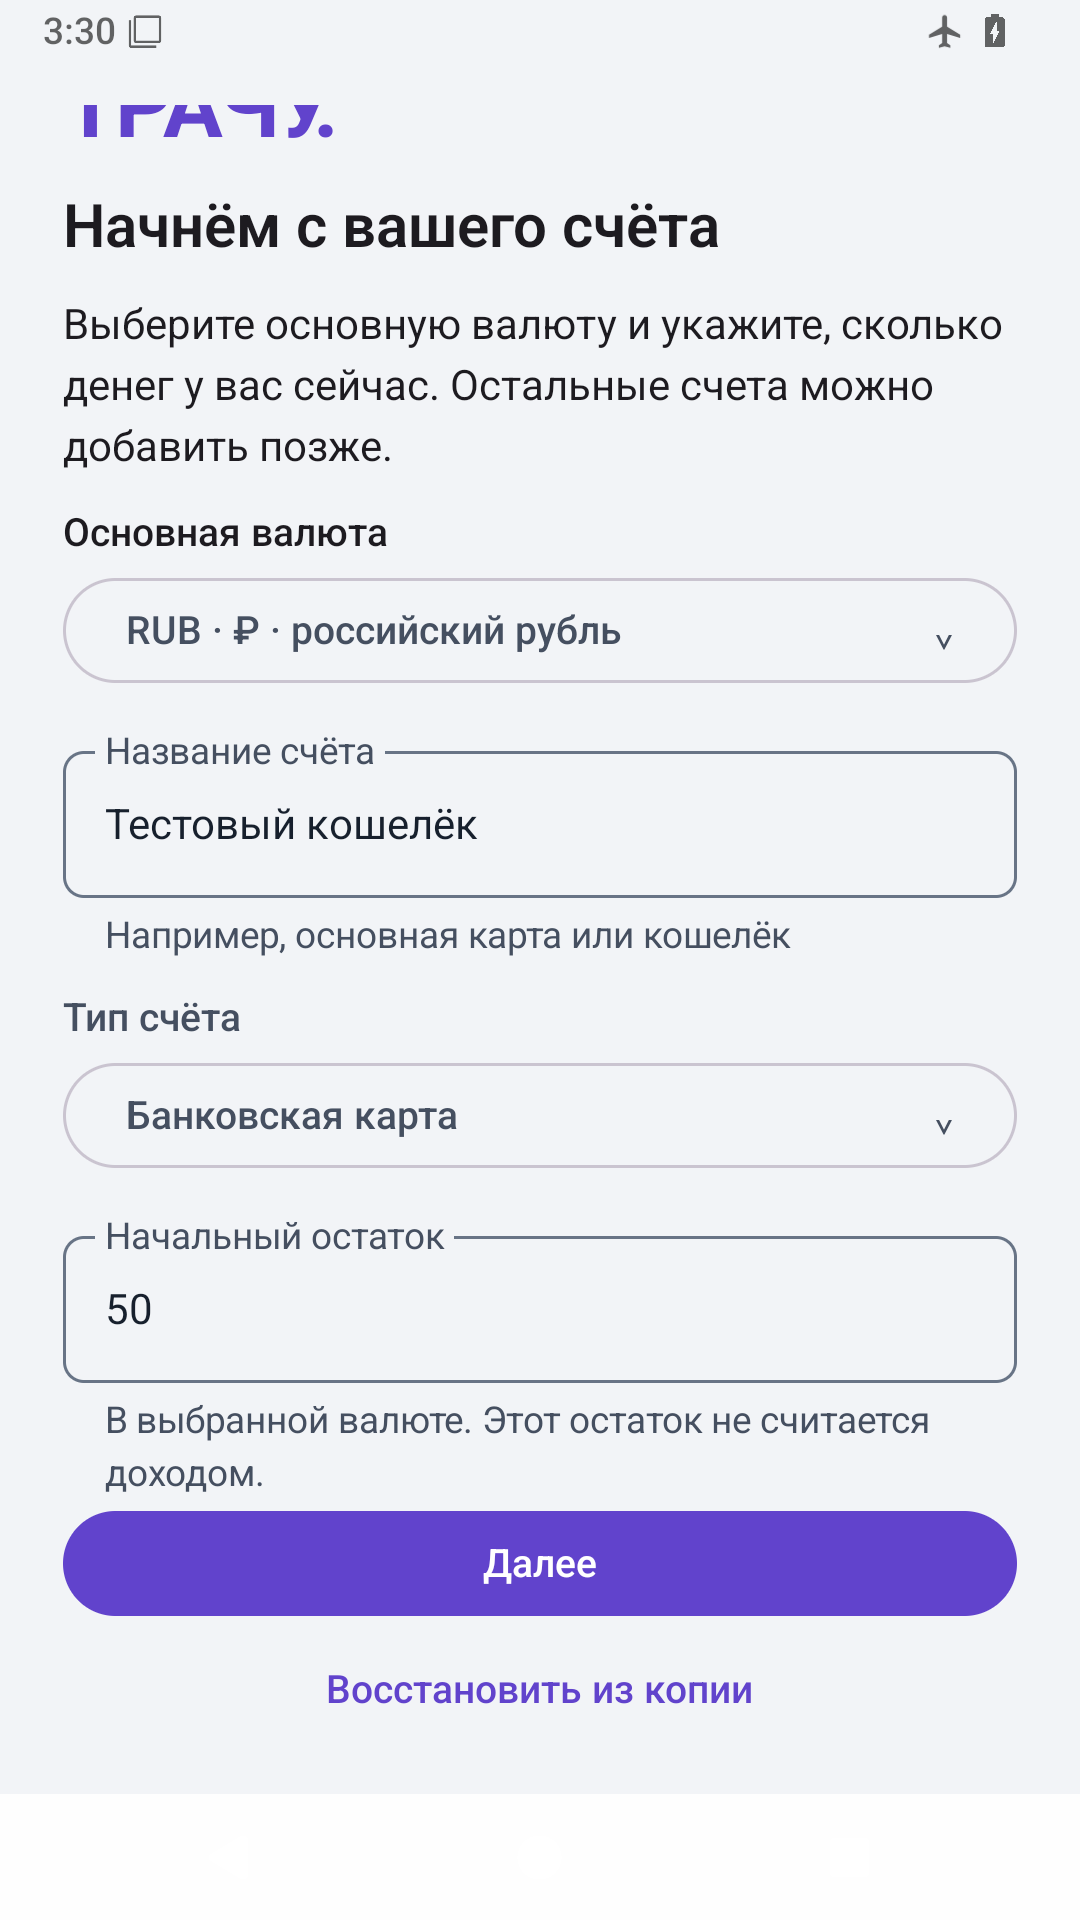 3:30
ТРАЧУ.
Начнём с вашего счёта
Выберите основную валюту и укажите, сколько
денег у вас сейчас. Остальные счета можно
добавить позже.
Основная валюта
RUB · ₽ · российский рубль
Название счёта
Тестовый кошелёк
Например, основная карта или кошелёк
Тип счёта
Банковская карта
Начальный остаток
50
В выбранной валюте. Этот остаток не считается
доходом.
Далее
Восстановить из копии